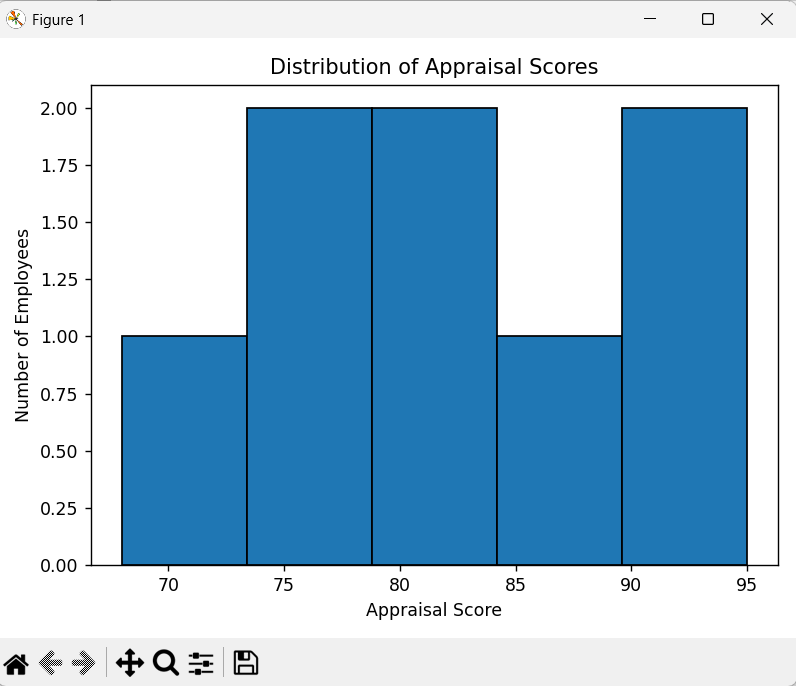 Figure 1
Distribution of Appraisal Scores
2.00
1.75
1.50
1.25
1.00
0.75
0.50
0.25
0.00
Number of Employees
70 75 80 85 90 95
Appraisal Score